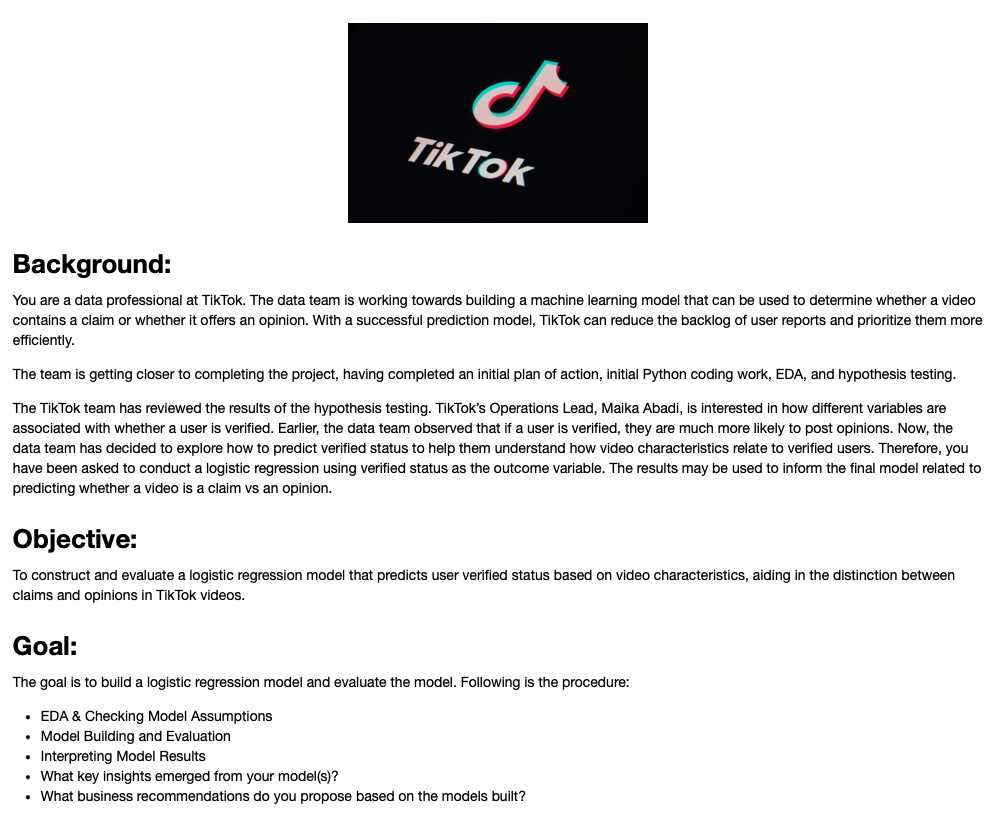 TikTok
Background:
You are a data professional at TikTok. The data team is working towards building a machine learning model that can be used to determine whether a video
contains a claim or whether it offers an opinion. With a successful prediction model, TikTok can reduce the backlog of user reports and prioritize them more
efficiently.
The team is getting closer to completing the project, having completed an initial plan of action, initial Python coding work, EDA, and hypothesis testing.
The TikTok team has reviewed the results of the hypothesis testing. TikTok’s Operations Lead, Maika Abadi, is interested in how different variables are
associated with whether a user is verified. Earlier, the data team observed that if a user is verified, they are much more likely to post opinions. Now, the
data team has decided to explore how to predict verified status to help them understand how video characteristics relate to verified users. Therefore, you
have been asked to conduct a logistic regression using verified status as the outcome variable. The results may be used to inform the final model related to
predicting whether a video is a claim vs an opinion.
Objective:
To construct and evaluate a logistic regression model that predicts user verified status based on video characteristics, aiding in the distinction between
claims and opinions in TikTok videos.
Goal:
The goal is to build a logistic regression model and evaluate the model. Following is the procedure:
• EDA & Checking Model Assumptions
• Model Building and Evaluation
• Interpreting Model Results
• What key insights emerged from your model(s)?
• What business recommendations do you propose based on the models built?